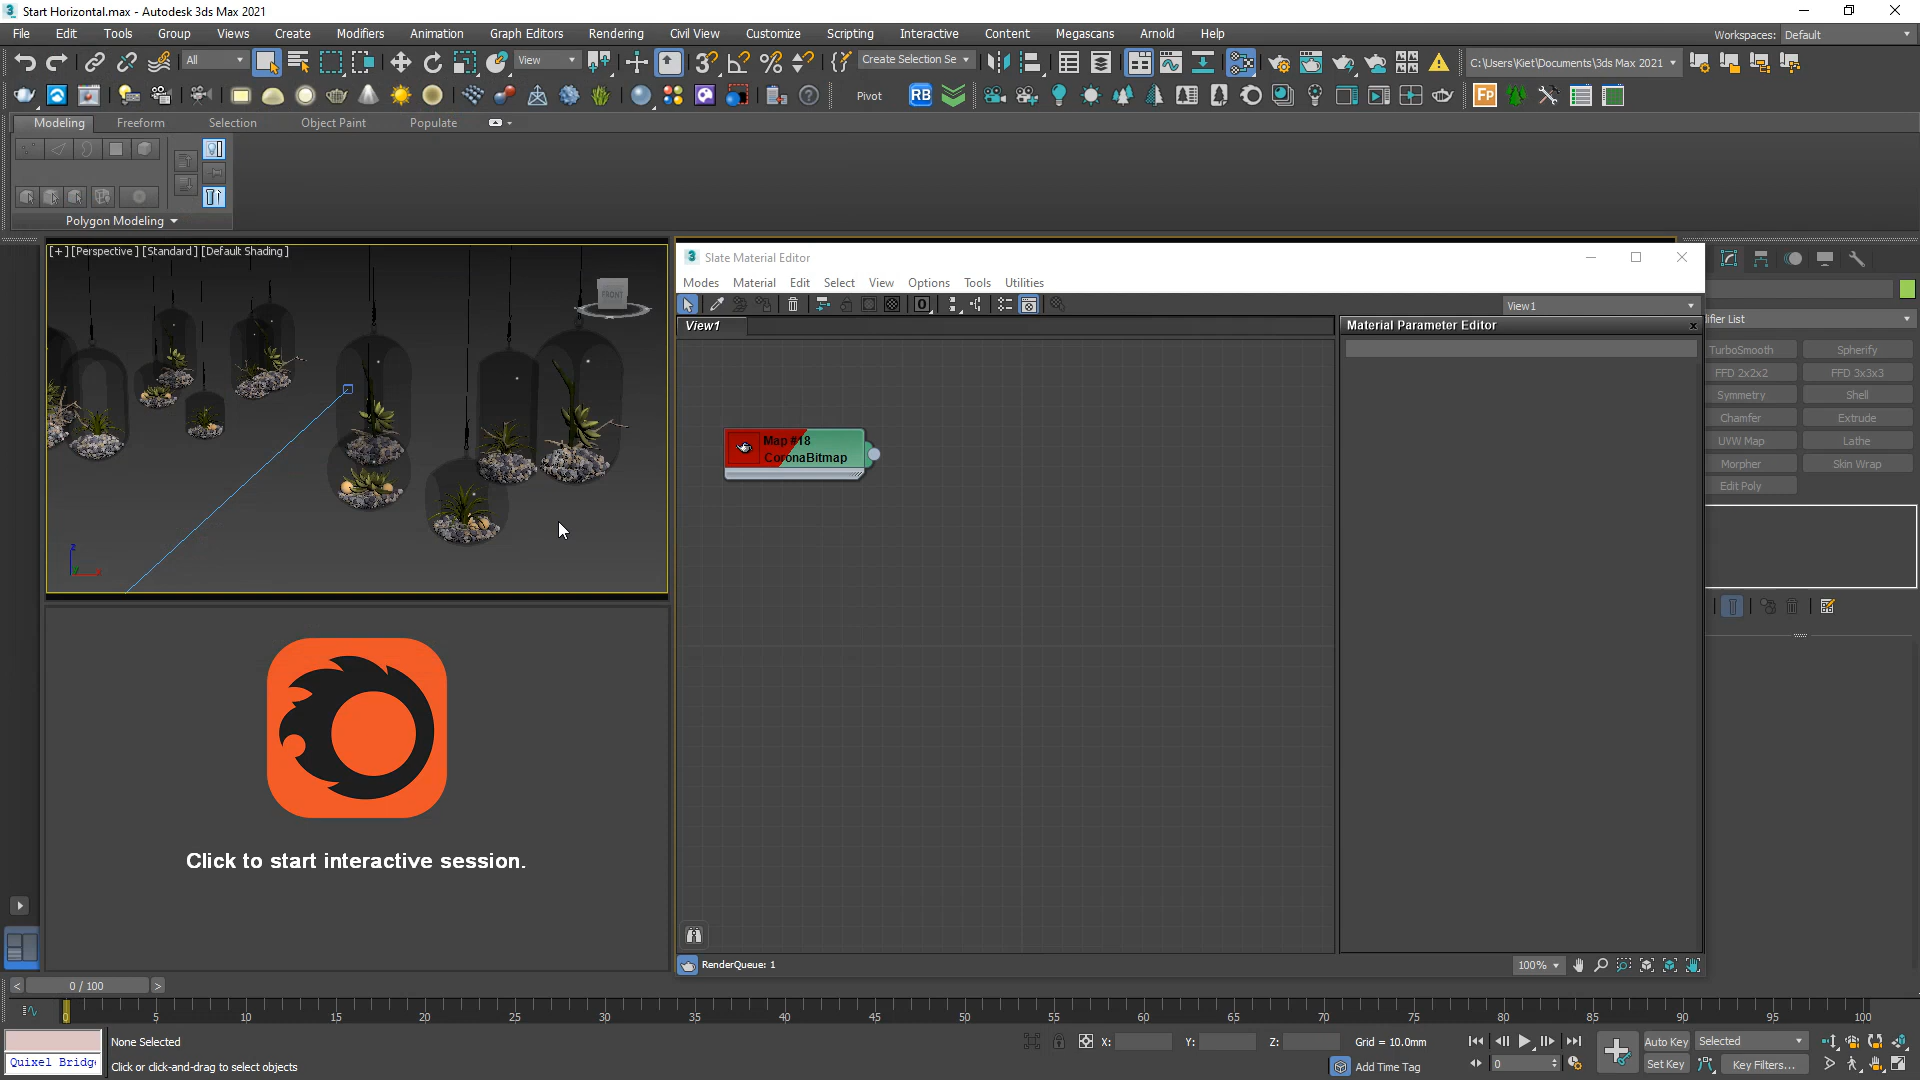 Start Horizontal.max - Autodesk 3ds Max 2021
File Edit Tools Group Views Create Modifiers Animation Graph Editors Rendering Civil View Customize Scripting Interactive Content Megascans Arnold Help
Workspaces: Default
All View Create Selection Se C:\Users\Kiet\Documents\3ds Max 2021
Pivot RB Fp
Modeling Freeform Selection Object Paint Populate
Polygon Modeling
[+] [Perspective] [Standard] [Default Shading]
FRONT
Slate Material Editor
Modes Material Edit Select View Options Tools Utilities
View1
View1
Material Parameter Editor
Map #18
CoronaBitmap
ifier List
TurboSmooth Spherify
FFD 2x2x2 FFD 3x3x3
Symmetry Shell
Chamfer Extrude
UVW Map Lathe
Morpher Skin Wrap
Edit Poly
Click to start interactive session.
RenderQueue: 1
100%
< 0 / 100 >
0 5 10 15 20 25 30 35 40 45 50 55 60 65 70 75 80 85 90 95 100
None Selected
X: Y: Z: Grid = 10.0mm
Auto Key Selected
Quixel Bridg
Click or click-and-drag to select objects
Add Time Tag
0
Set Key Key Filters...